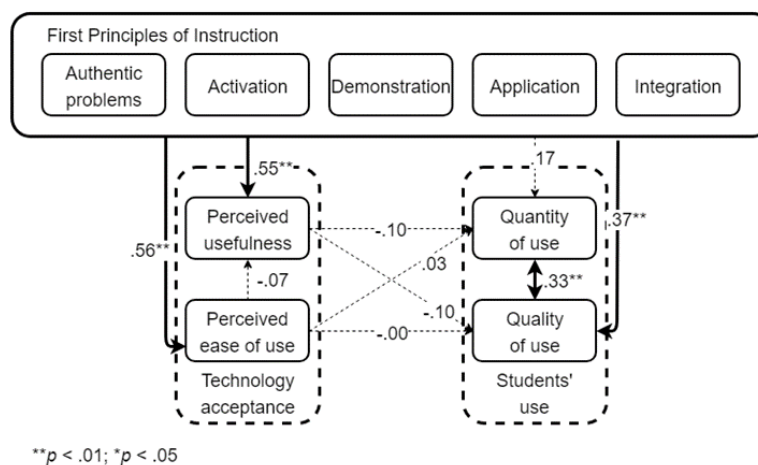 First Principles of Instruction
Authentic
problems
Activation
Demonstration
Application
Integration
.55**
.17
Perceived
usefulness
-.10
Quantity
of use
.37**
.56**
.03
-.07
.33**
-.10
Perceived
ease of use
-.00
Quality
of use
Technology
acceptance
Students'
use
**p < .01; *p < .05